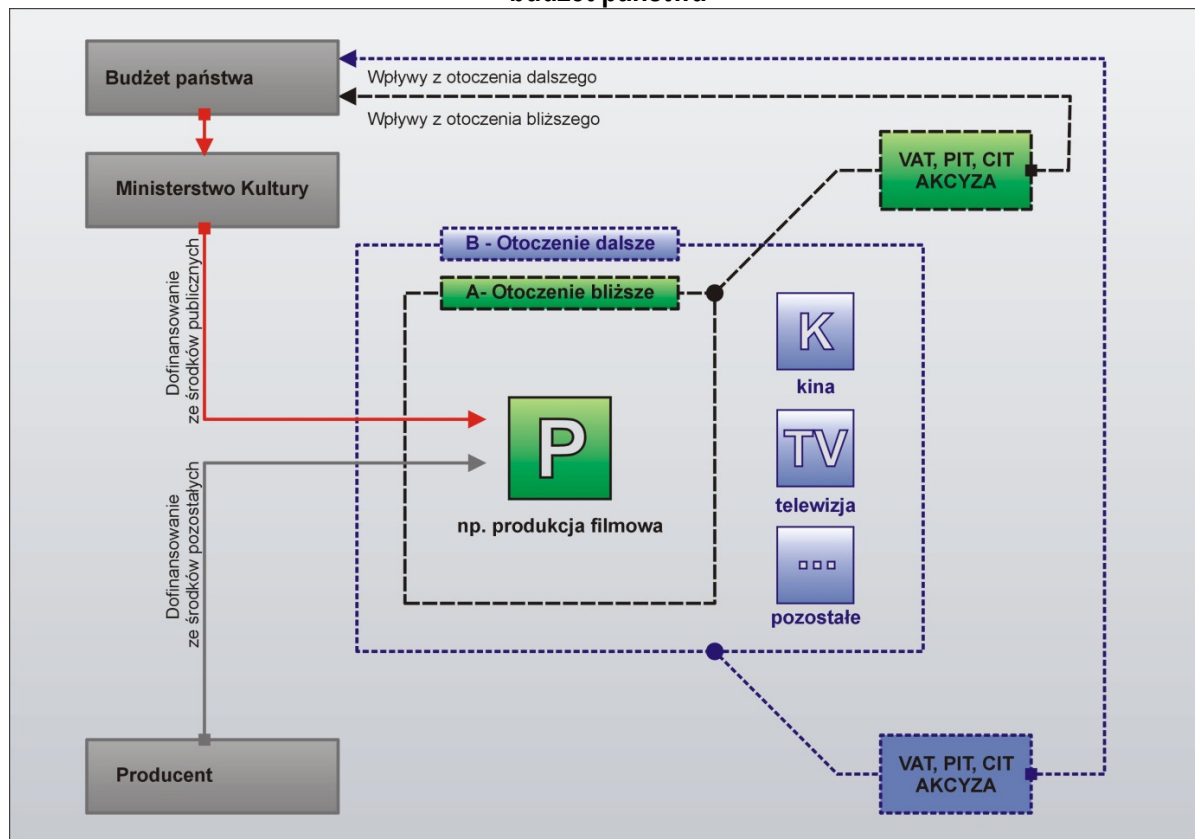 budżet państwa
Budżet państwa
Wpływy z otoczenia dalszego
Wpływy z otoczenia bliższego
VAT, PIT, CIT
AKCYZA
Ministerstwo Kultury
B - Otoczenie dalsze
A- Otoczenie bliższe
Dofinansowanie
ze środków publicznych
K
kina
P
np. produkcja filmowa
TV
telewizja
...
pozostałe
Dofinansowanie
ze środków pozostałych
Producent
VAT, PIT, CIT
AKCYZA